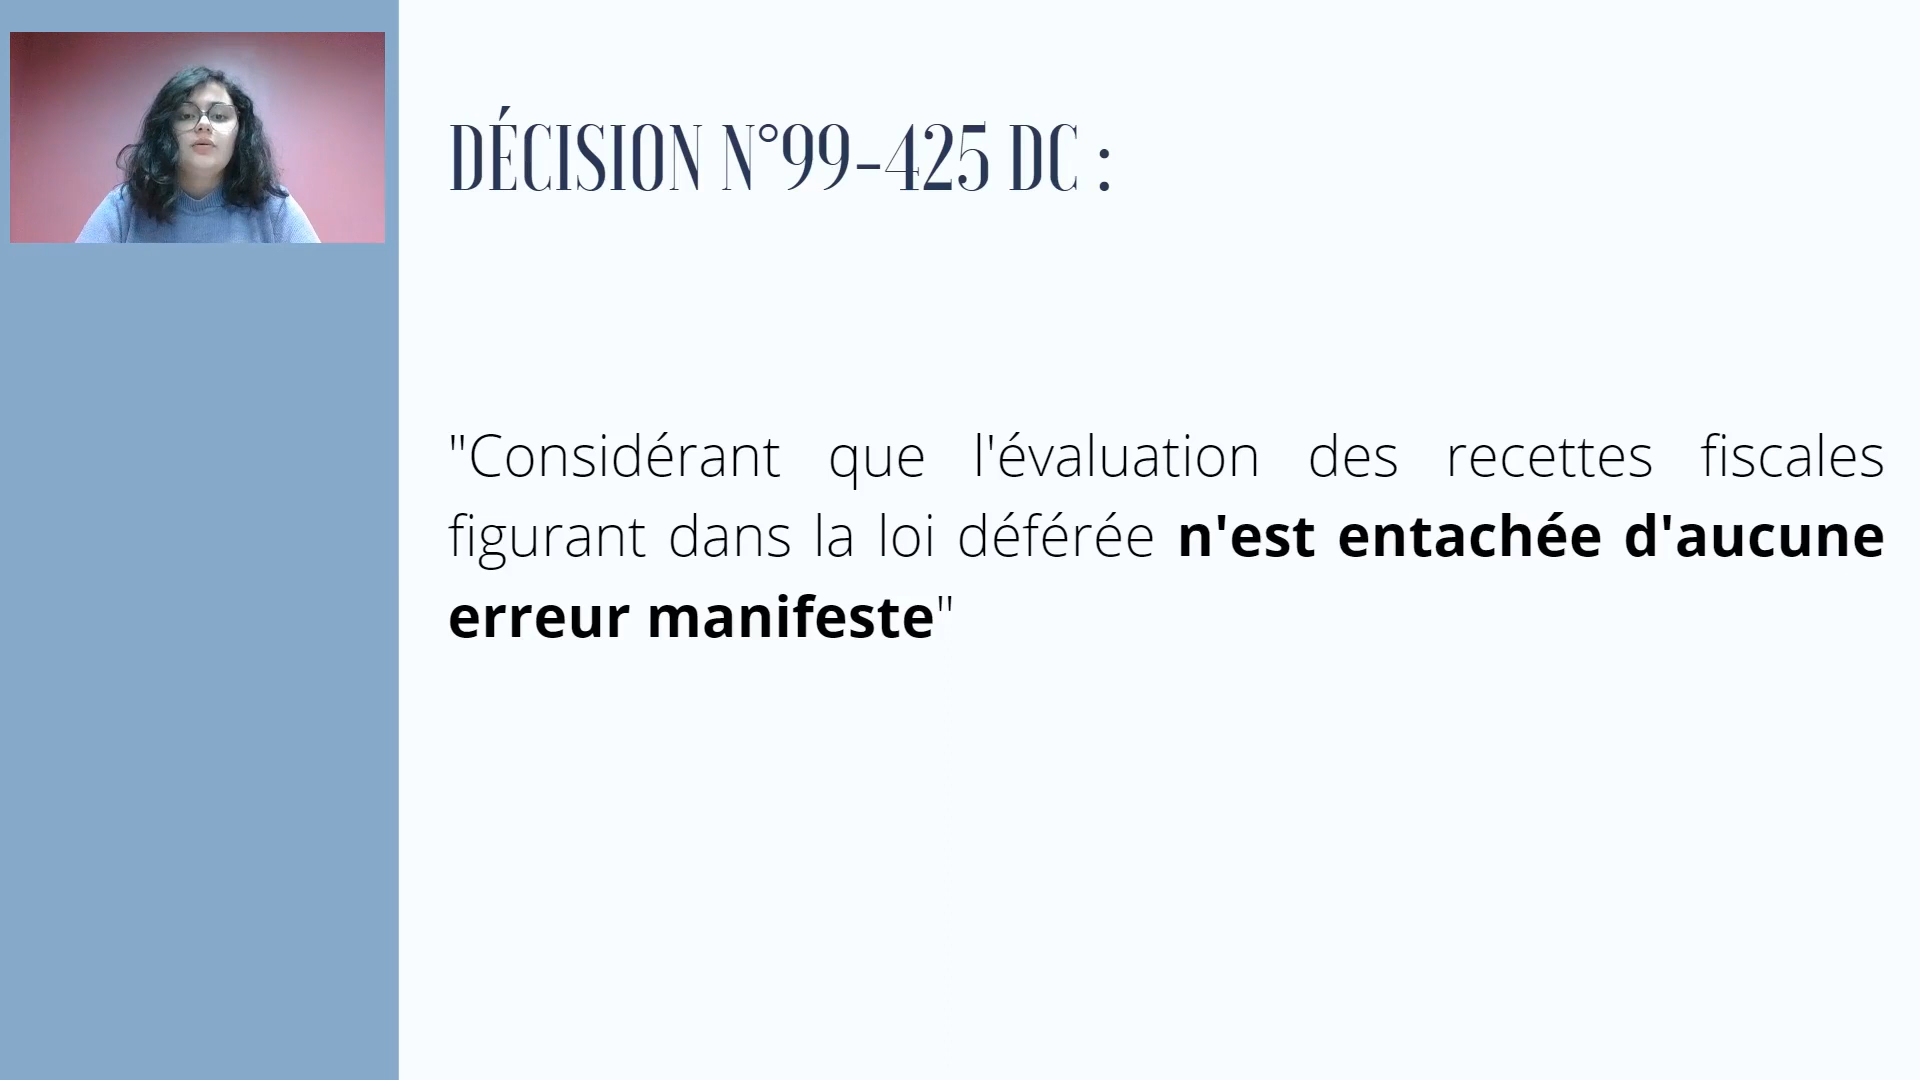 DÉCISION N°99-425 DC :
"Considérant que l'évaluation des recettes fiscales
figurant dans la loi déférée n'est entachée d'aucune
erreur manifeste"